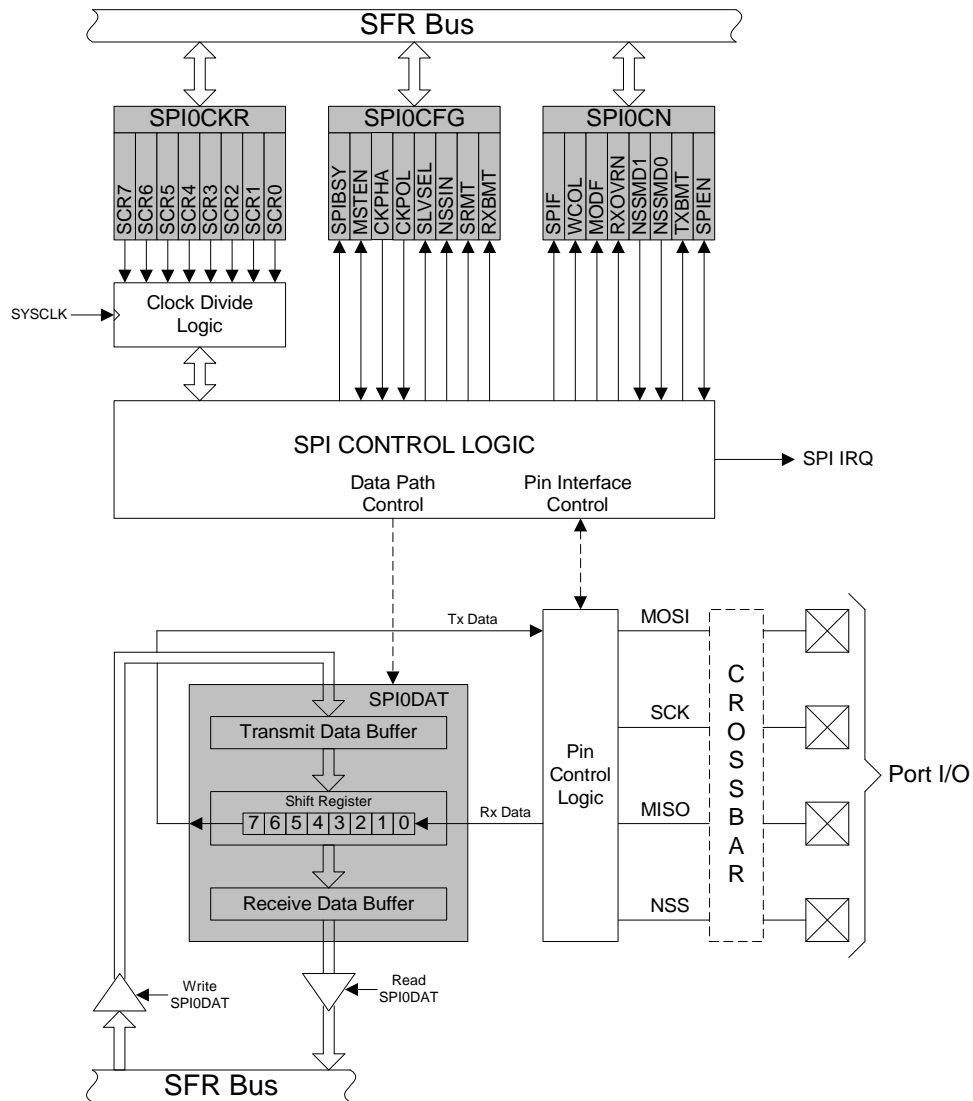 SFR Bus
SPI0CKR
SCR7
SCR6
SCR5
SCR4
SCR3
SCR2
SCR1
SCR0
SPI0CFG
SPIBSY
MSTEN
CKPHA
CKPOL
SLVSEL
NSSIN
SRMT
RXBMT
SPI0CN
SPIF
WCOL
MODF
RXOVRN
NSSMD1
NSSMD0
TXBMT
SPIEN
SYSCLK
Clock Divide
Logic
SPI CONTROL LOGIC
Data Path
Control
Pin Interface
Control
SPI IRQ
Tx Data
SPI0DAT
Transmit Data Buffer
Shift Register
7 6 5 4 3 2 1 0
Rx Data
Receive Data Buffer
Pin
Control
Logic
MOSI
SCK
MISO
NSS
CROSSBAR
Port I/O
Write
SPI0DAT
Read
SPI0DAT
SFR Bus